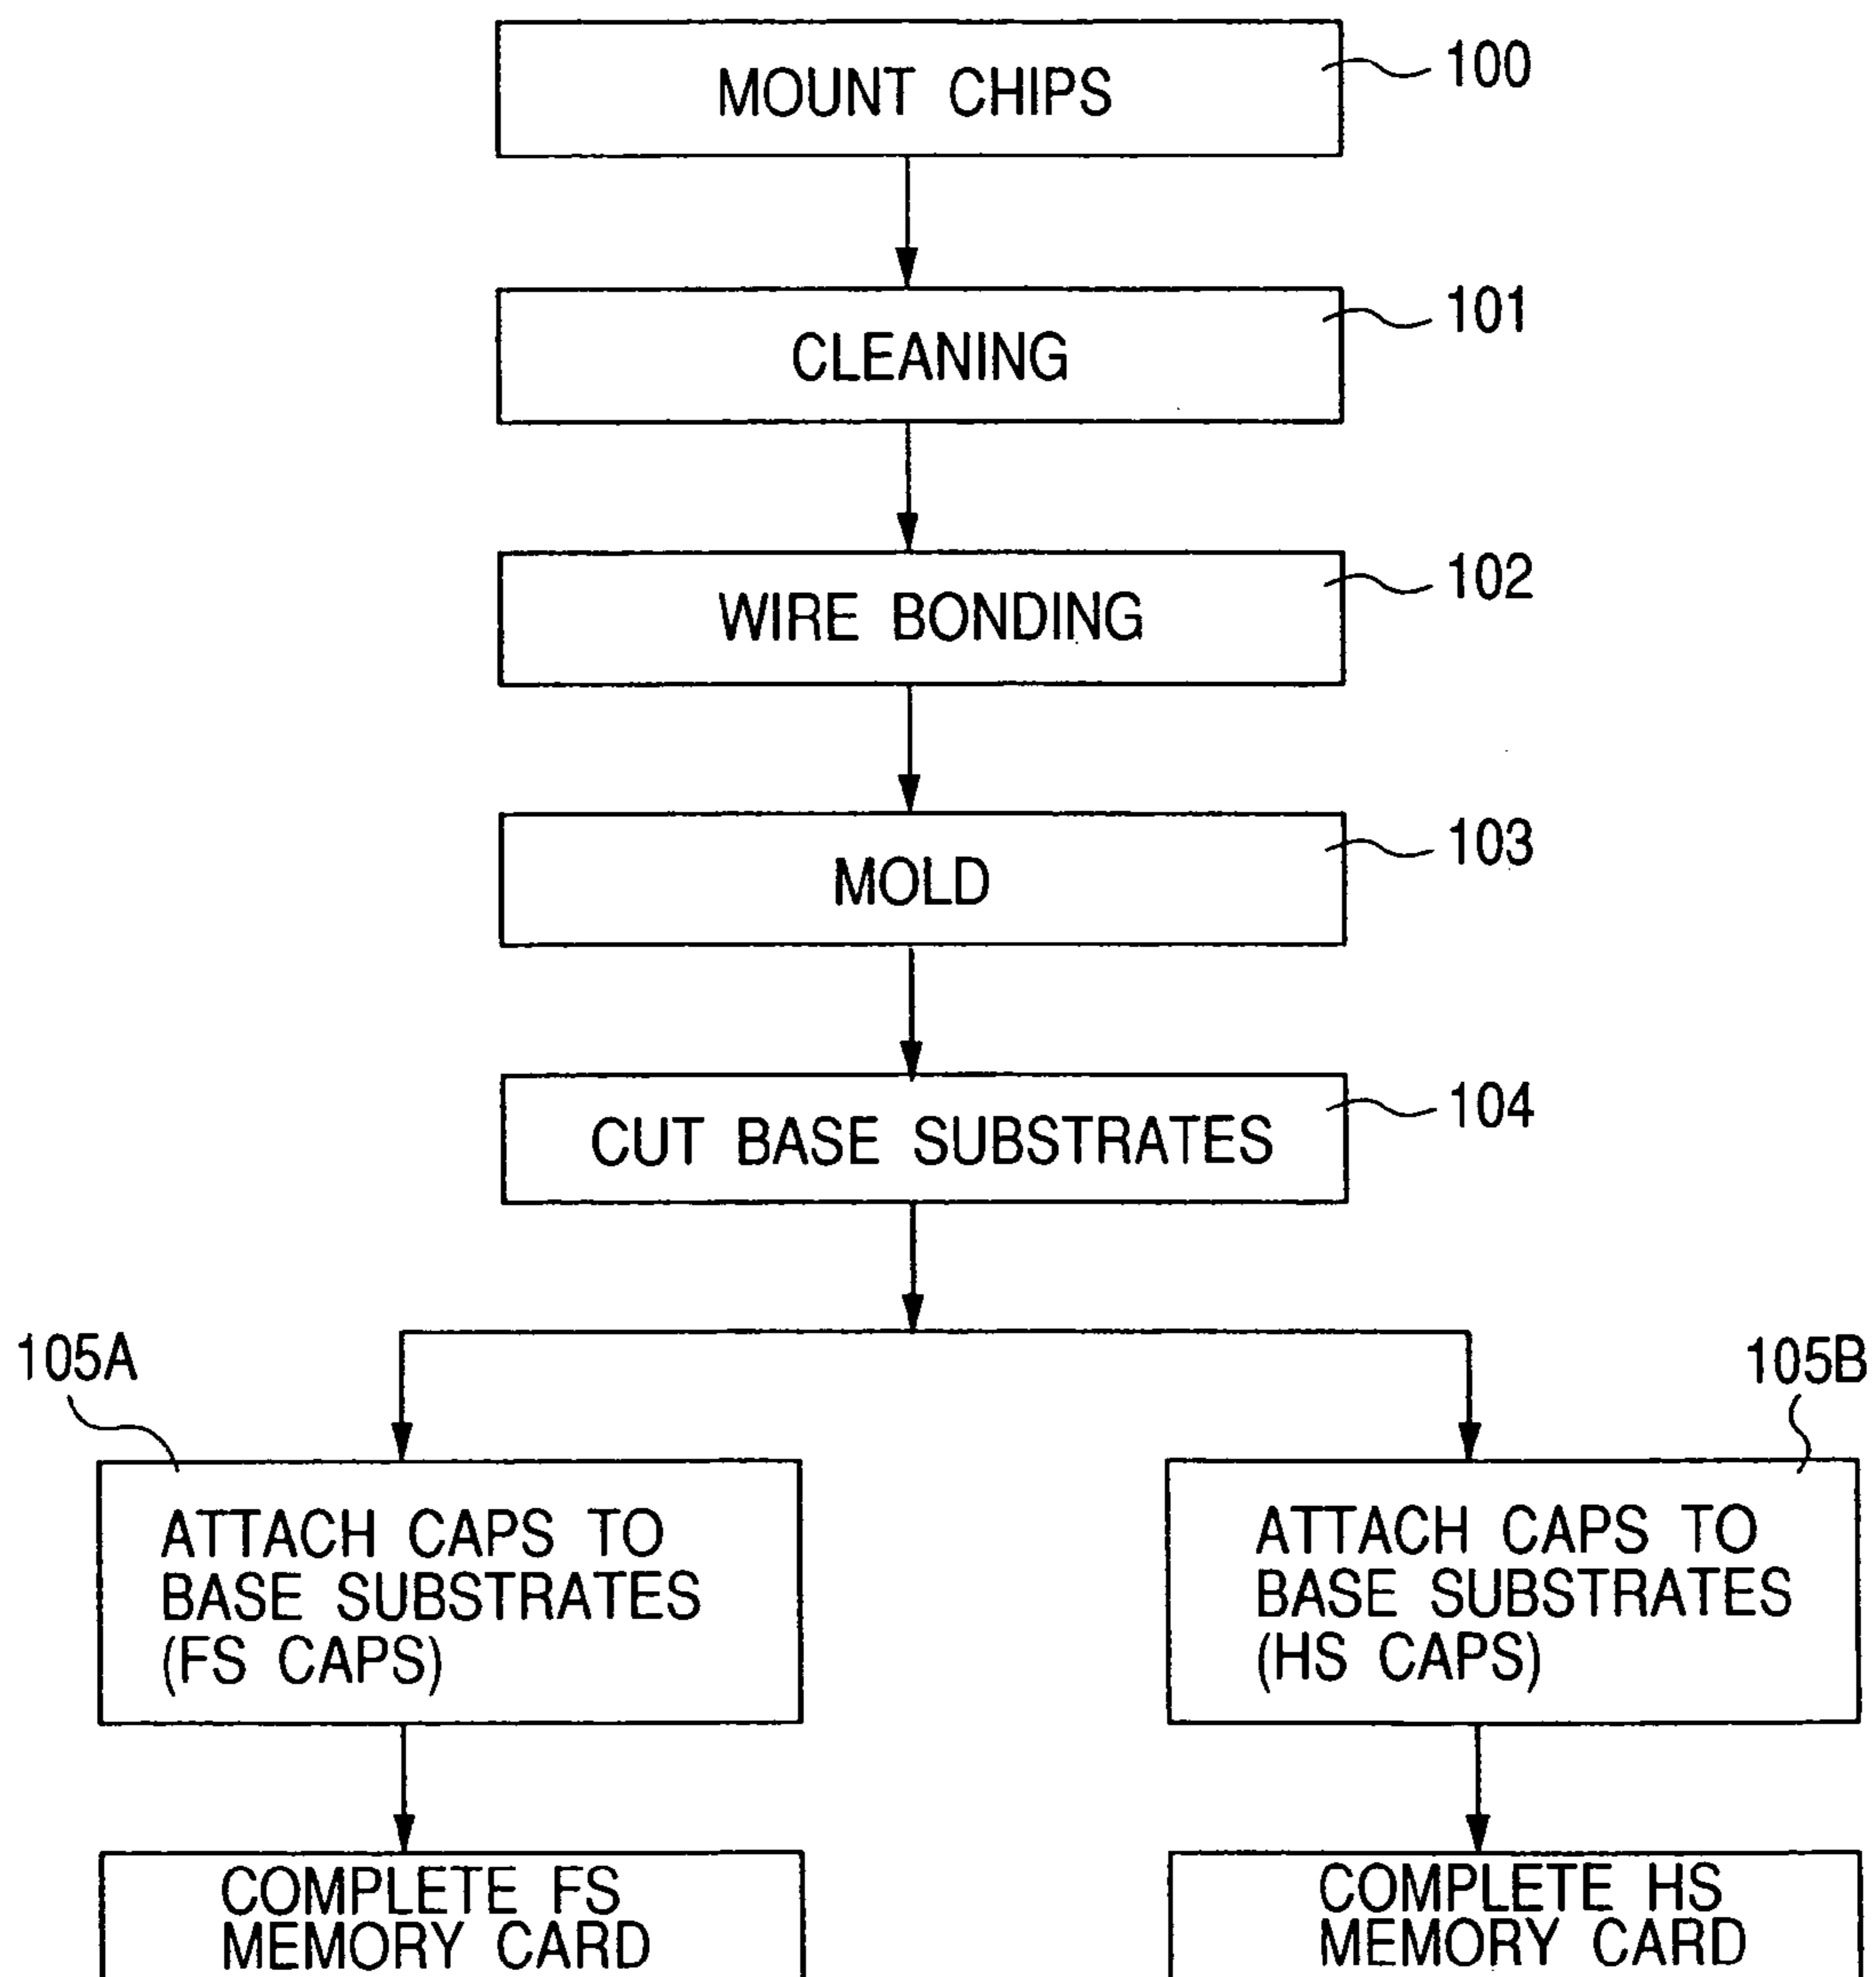 MOUNT CHIPS
100
CLEANING
101
WIRE BONDING
102
MOLD
103
CUT BASE SUBSTRATES
104
105A
105B
ATTACH CAPS TO
BASE SUBSTRATES
(FS CAPS)
ATTACH CAPS TO
BASE SUBSTRATES
(HS CAPS)
COMPLETE FS
MEMORY CARD
COMPLETE HS
MEMORY CARD